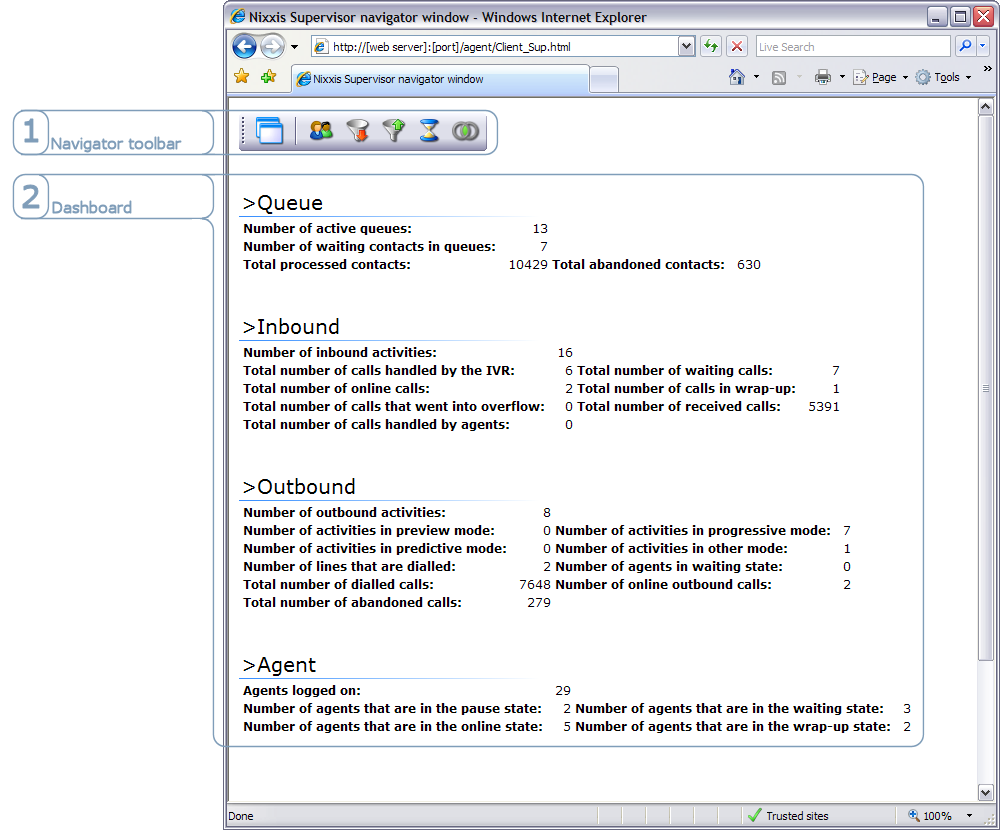 Nixxis Supervisor navigator window - Windows Internet Explorer
http://[web server]:[port]/agent/Client_Sup.html
Live Search
Nixxis Supervisor navigator window
Page
Tools
»
1 Navigator toolbar
2 Dashboard
>Queue
Number of active queues: 13
Number of waiting contacts in queues: 7
Total processed contacts: 10429 Total abandoned contacts: 630
>Inbound
Number of inbound activities: 16
Total number of calls handled by the IVR: 6 Total number of waiting calls: 7
Total number of online calls: 2 Total number of calls in wrap-up: 1
Total number of calls that went into overflow: 0 Total number of received calls: 5391
Total number of calls handled by agents: 0
>Outbound
Number of outbound activities: 8
Number of activities in preview mode: 0 Number of activities in progressive mode: 7
Number of activities in predictive mode: 0 Number of activities in other mode: 1
Number of lines that are dialled: 2 Number of agents in waiting state: 0
Total number of dialled calls: 7648 Number of online outbound calls: 2
Total number of abandoned calls: 279
>Agent
Agents logged on: 29
Number of agents that are in the pause state: 2 Number of agents that are in the waiting state: 3
Number of agents that are in the online state: 5 Number of agents that are in the wrap-up state: 2
Done
Trusted sites
100%